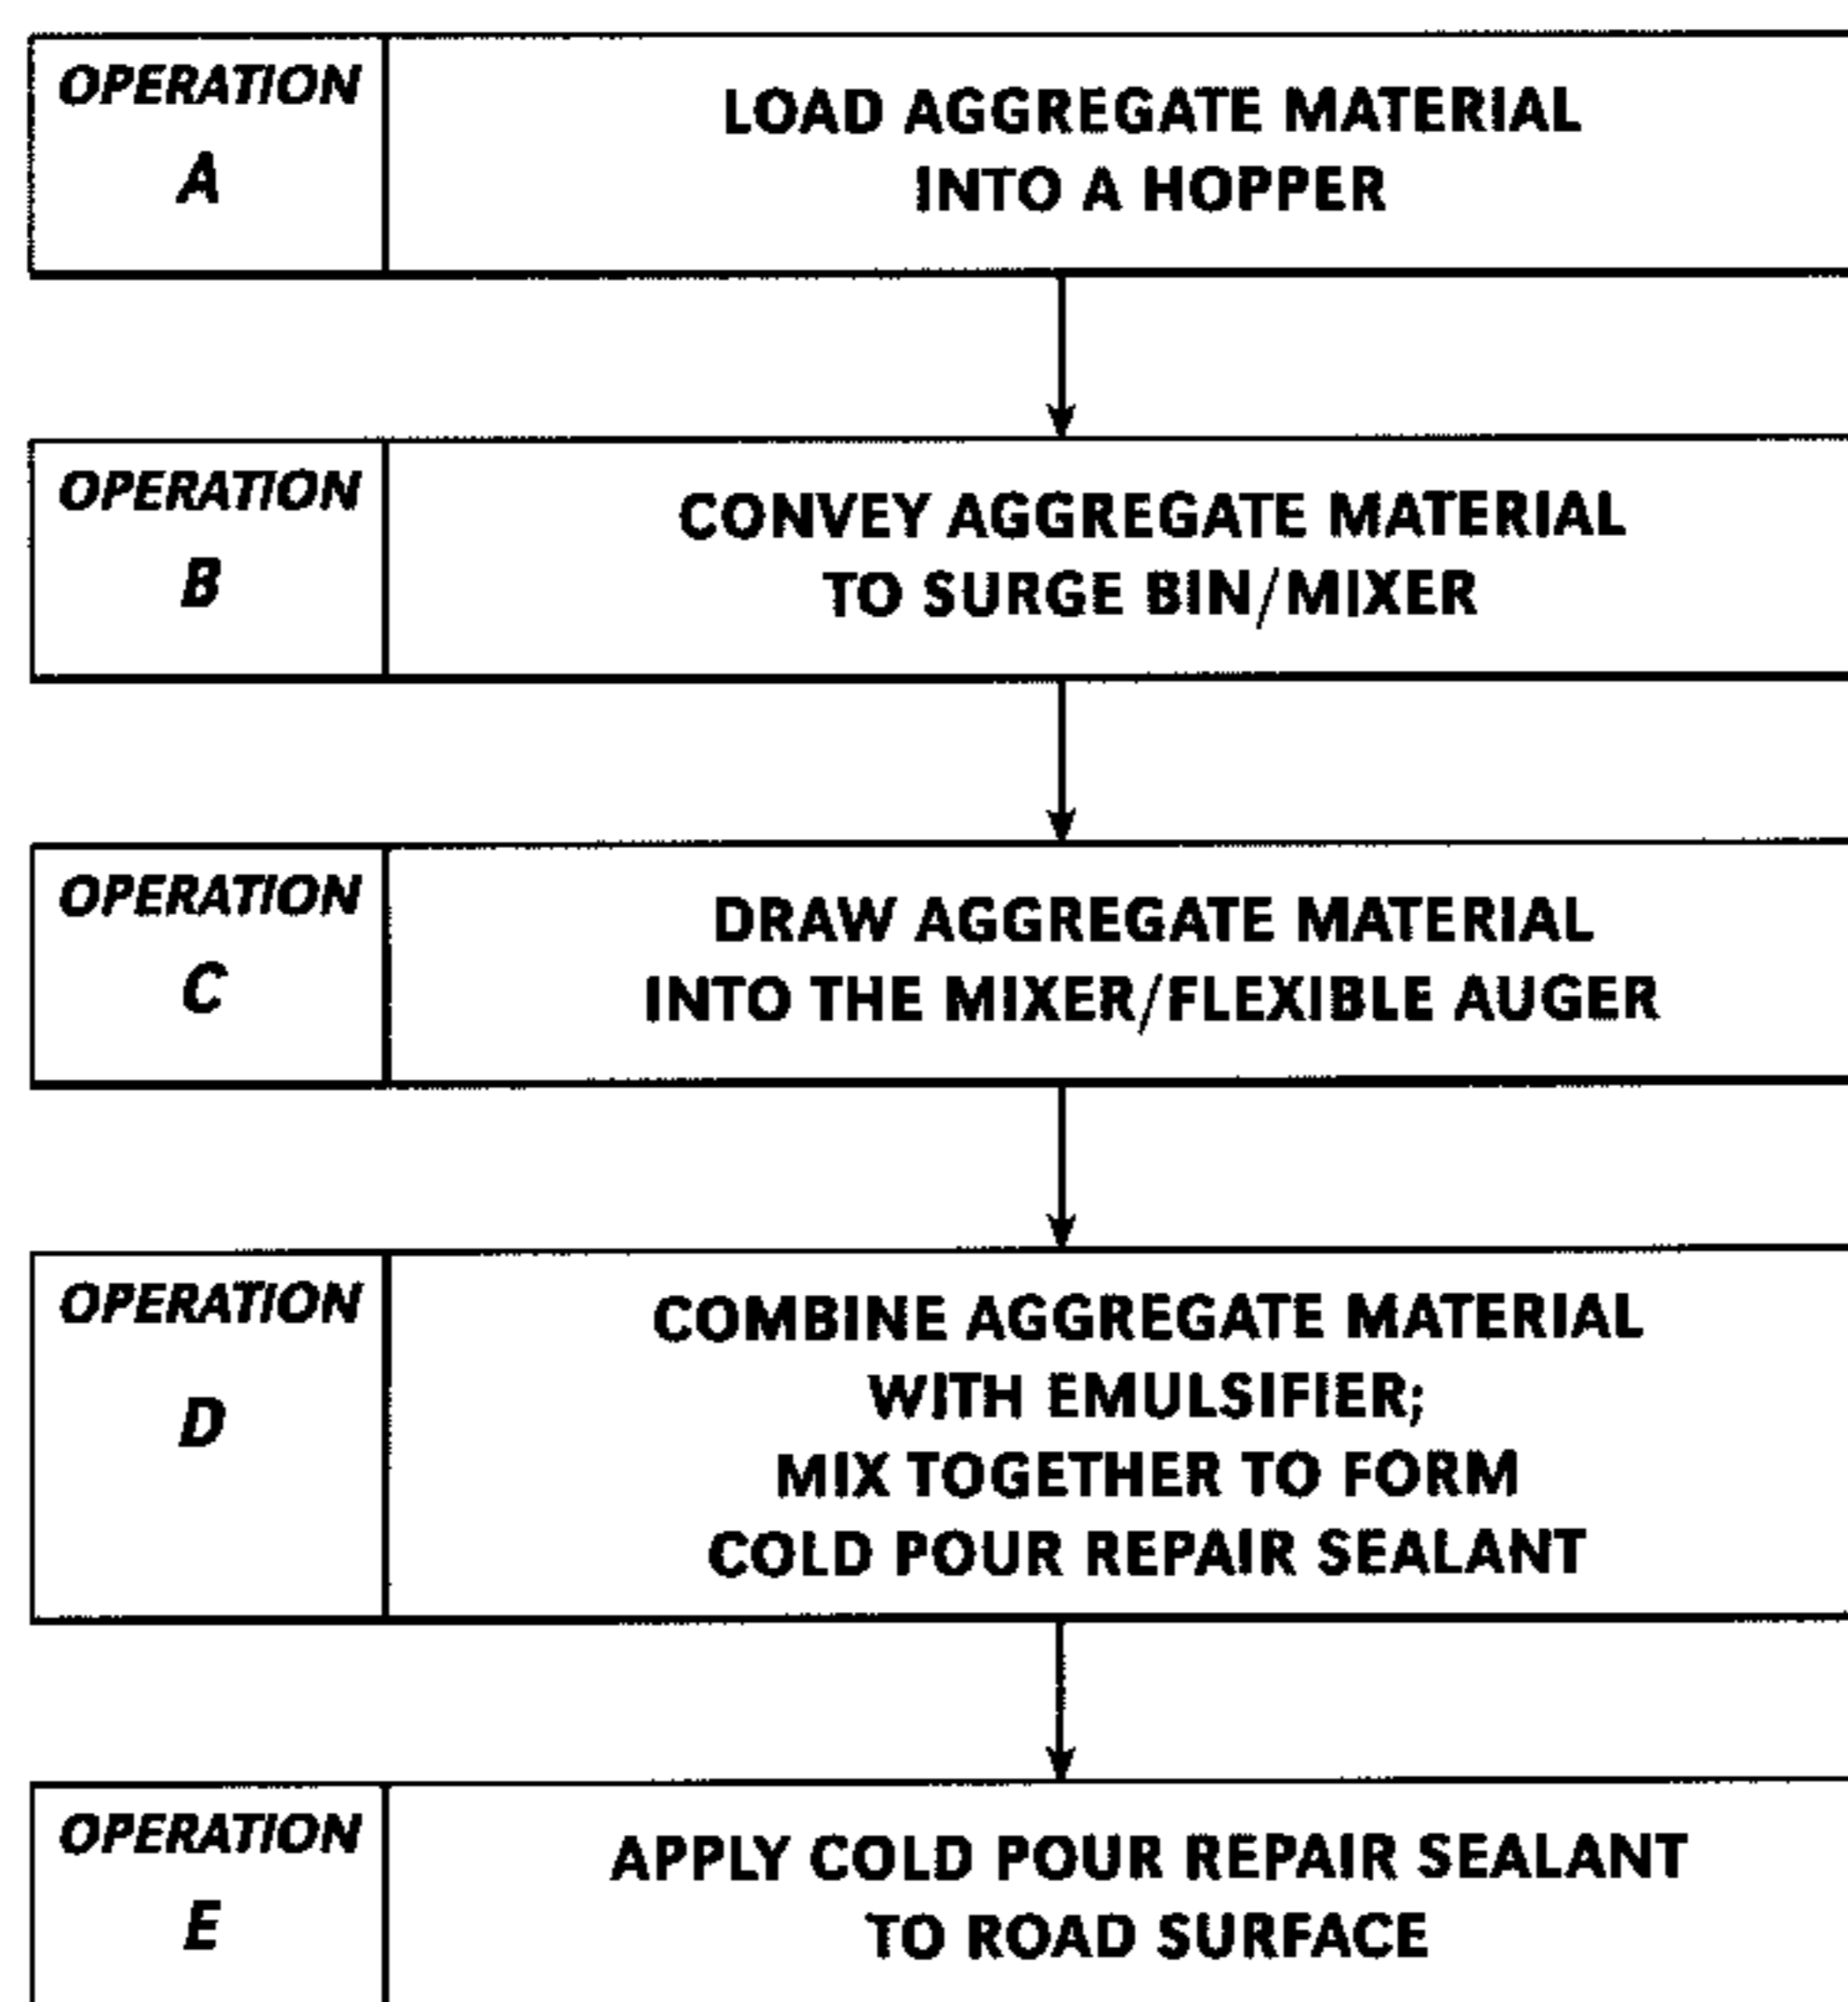 OPERATION
A
LOAD AGGREGATE MATERIAL
INTO A HOPPER
OPERATION
B
CONVEY AGGREGATE MATERIAL
TO SURGE BIN/MIXER
OPERATION
C
DRAW AGGREGATE MATERIAL
INTO THE MIXER/FLEXIBLE AUGER
OPERATION
D
COMBINE AGGREGATE MATERIAL
WITH EMULSIFIER;
MIX TOGETHER TO FORM
COLD POUR REPAIR SEALANT
OPERATION
E
APPLY COLD POUR REPAIR SEALANT
TO ROAD SURFACE